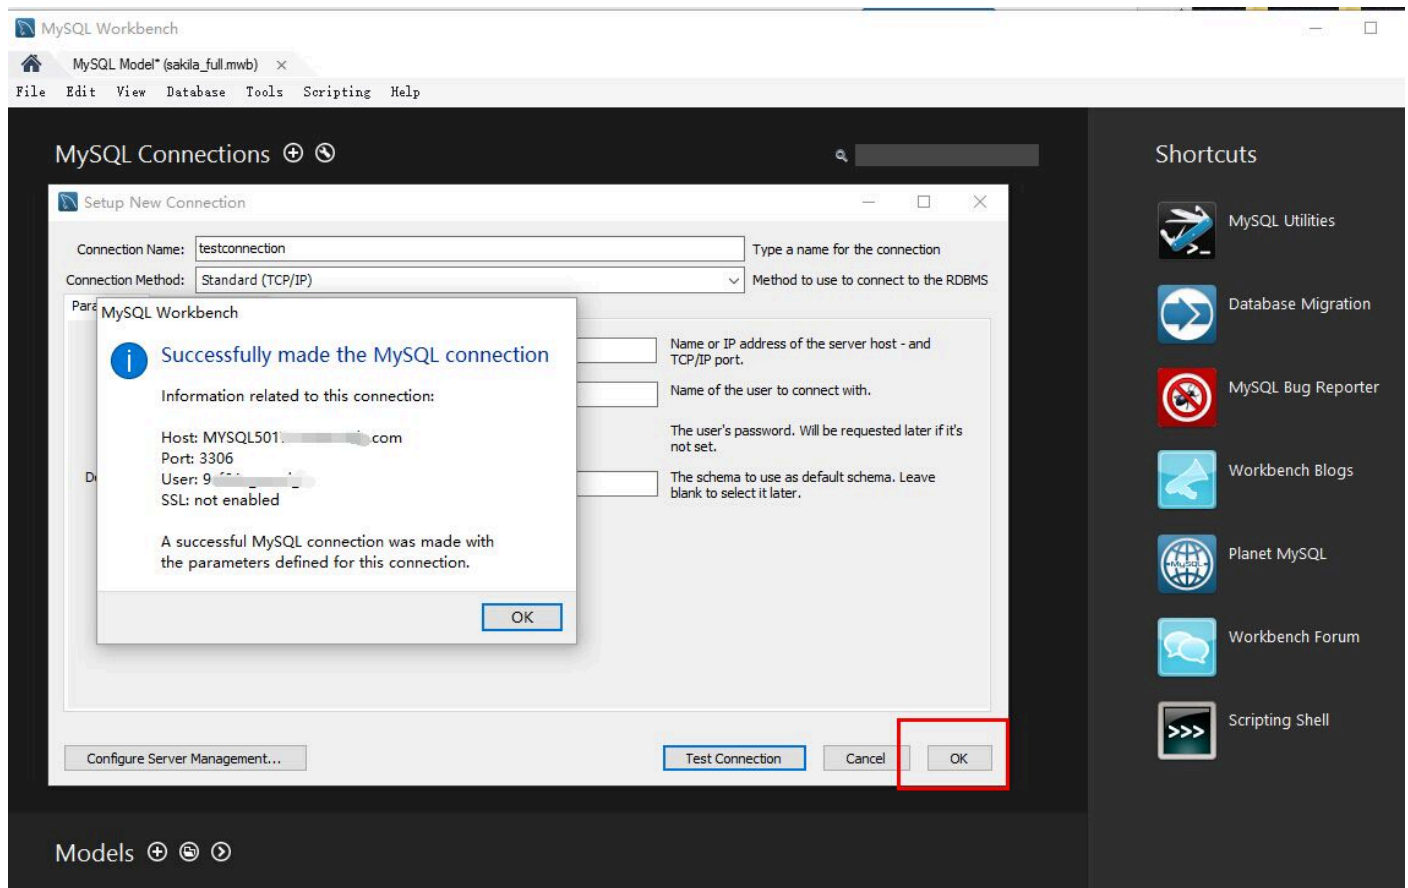 MySQL Workbench
MySQL Model* (sakila_full.mwb) ×
File Edit View Database Tools Scripting Help
MySQL Connections
Shortcuts
Setup New Connection
Connection Name: testconnection Type a name for the connection
Connection Method: Standard (TCP/IP) Method to use to connect to the RDBMS
Para
MySQL Workbench
Successfully made the MySQL connection
Information related to this connection:
Host: MYSQL501 .com
Port: 3306
User: 9
SSL: not enabled
A successful MySQL connection was made with
the parameters defined for this connection.
OK
Name or IP address of the server host - and
TCP/IP port.
Name of the user to connect with.
The user's password. Will be requested later if it's
not set.
De
The schema to use as default schema. Leave
blank to select it later.
Configure Server Management... Test Connection Cancel OK
MySQL Utilities
Database Migration
MySQL Bug Reporter
Workbench Blogs
MySQL
Planet MySQL
Workbench Forum
>>>
Scripting Shell
Models